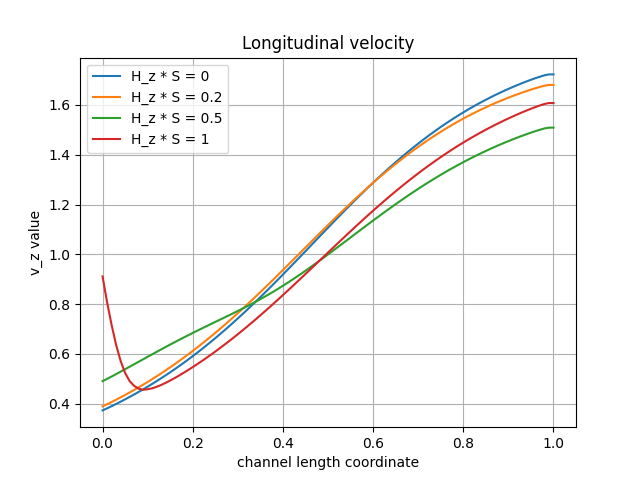 Longitudinal velocity
H_z * S = 0
H_z * S = 0.2
H_z * S = 0.5
H_z * S = 1
v_z value
1.6
1.4
1.2
1.0
0.8
0.6
0.4
0.0 0.2 0.4 0.6 0.8 1.0
channel length coordinate